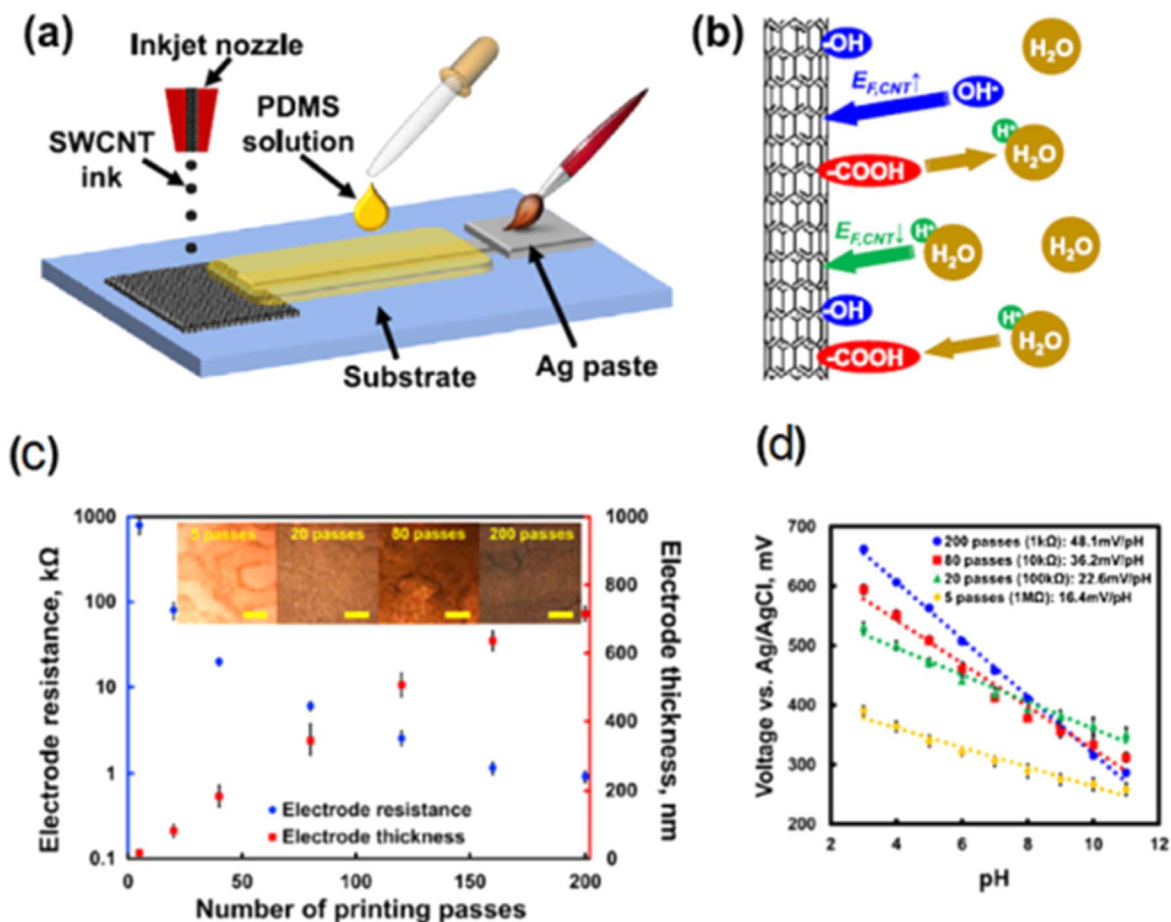 (a)
Inkjet nozzle
SWCNT
ink
PDMS
solution
Substrate
Ag paste
(b)
-OH
H₂O
E_F,CNT↑
OH⁻
H⁺
H₂O
-COOH
E_F,CNT↓
H⁺
H₂O
H₂O
-OH
H⁺
H₂O
-COOH
(c)
Electrode resistance, kΩ
1000
100
10
1
0.1
5 passes
20 passes
80 passes
200 passes
Electrode resistance
Electrode thickness
1000
800
600
400
200
0
Electrode thickness, nm
0
50
100
150
200
Number of printing passes
(d)
Voltage vs. Ag/AgCl, mV
700
600
500
400
300
200
200 passes (1kΩ): 48.1mV/pH
80 passes (10kΩ): 36.2mV/pH
20 passes (100kΩ): 22.6mV/pH
5 passes (1MΩ): 16.4mV/pH
2
4
6
8
10
12
pH